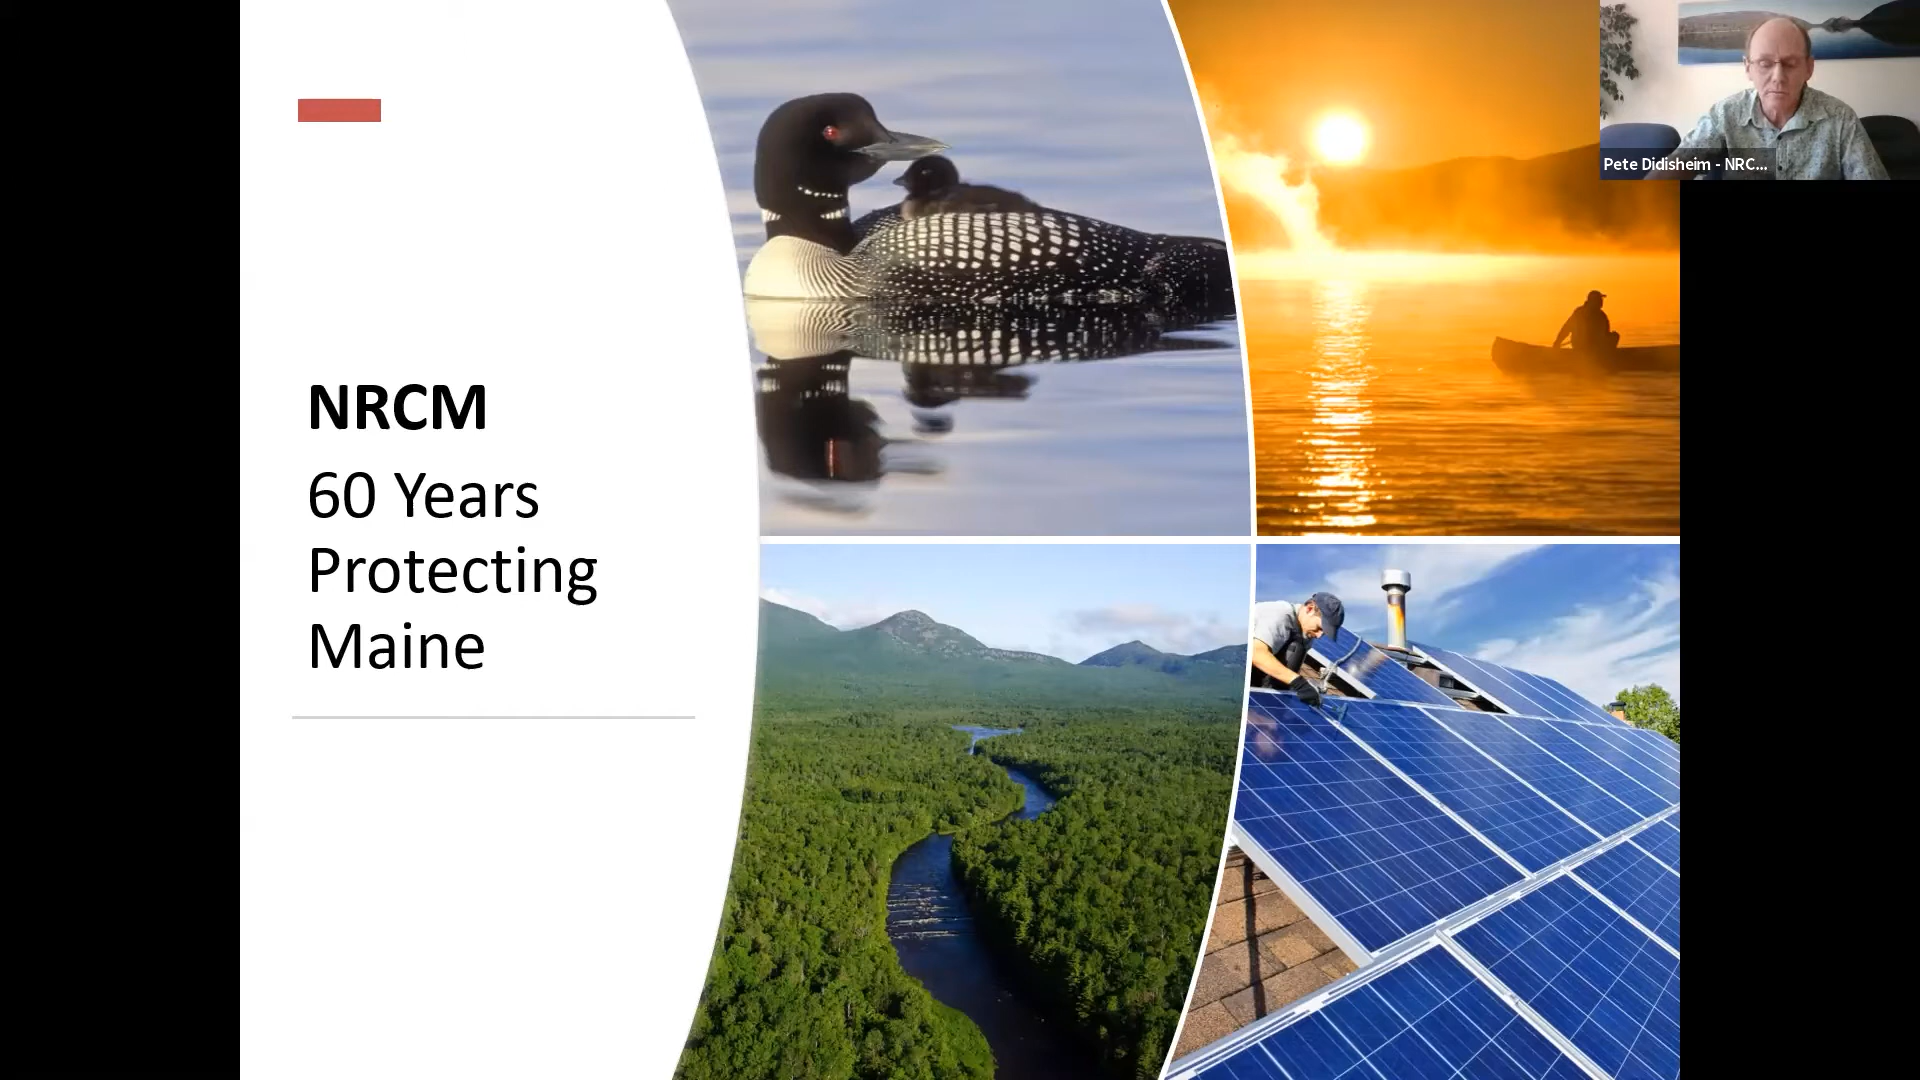 NRCM
60 Years
Protecting
Maine
Pete Didisheim - NRC...